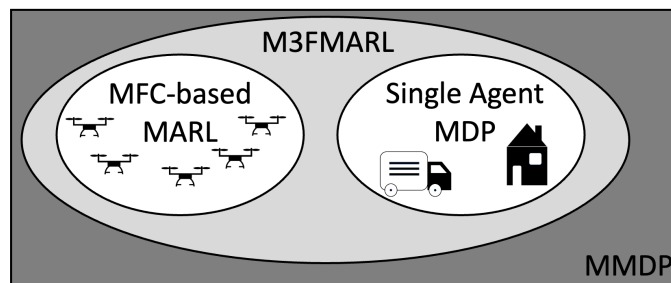 M3FMARL
MFC-based
MARL
Single Agent
MDP
MMDP